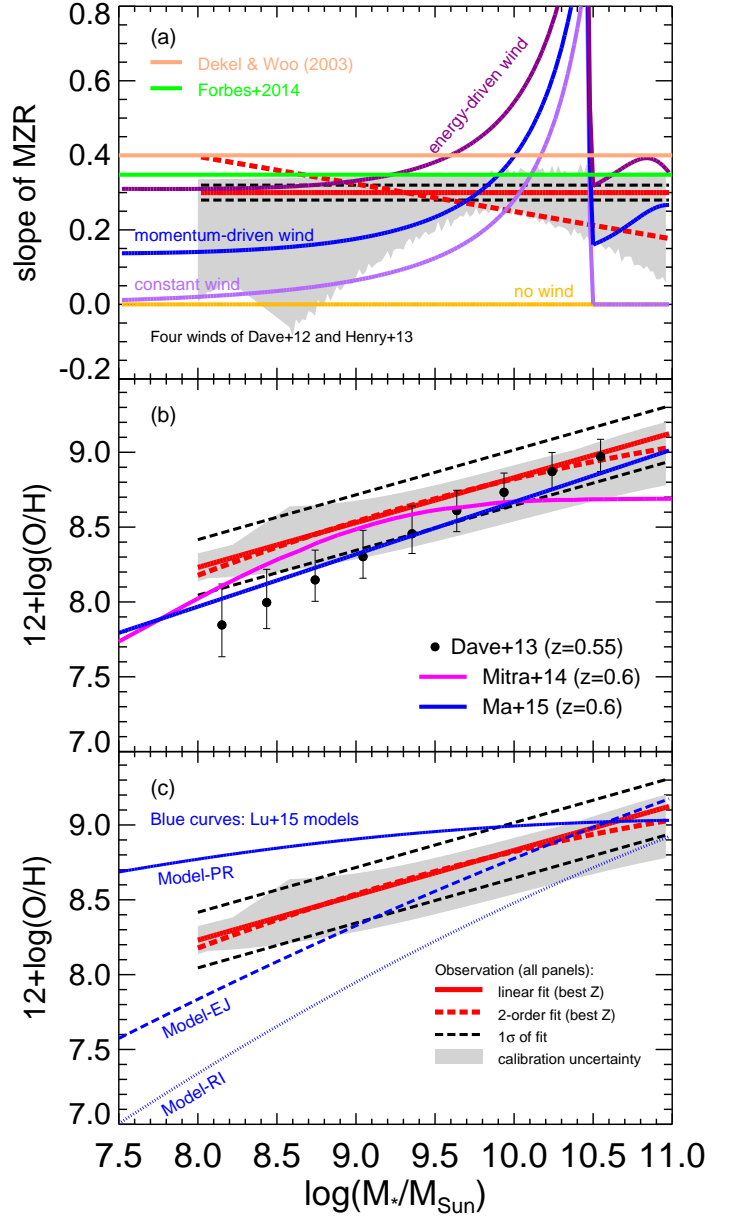 0.8
(a)
Dekel & Woo (2003)
Forbes+2014
energy-driven wind
0.6
0.4
0.2
0.0
-0.2
slope of MZR
momentum-driven wind
constant wind
no wind
Four winds of Dave+12 and Henry+13
(b)
9.0
8.5
8.0
7.5
7.0
12+log(O/H)
Dave+13 (z=0.55)
Mitra+14 (z=0.6)
Ma+15 (z=0.6)
(c)
Blue curves: Lu+15 models
9.0
8.5
8.0
7.5
7.0
12+log(O/H)
Model-PR
Model-EJ
Model-RI
Observation (all panels):
linear fit (best Z)
2-order fit (best Z)
1σ of fit
calibration uncertainty
7.5 8.0 8.5 9.0 9.5 10.0 10.5 11.0
log(M*/MSun)